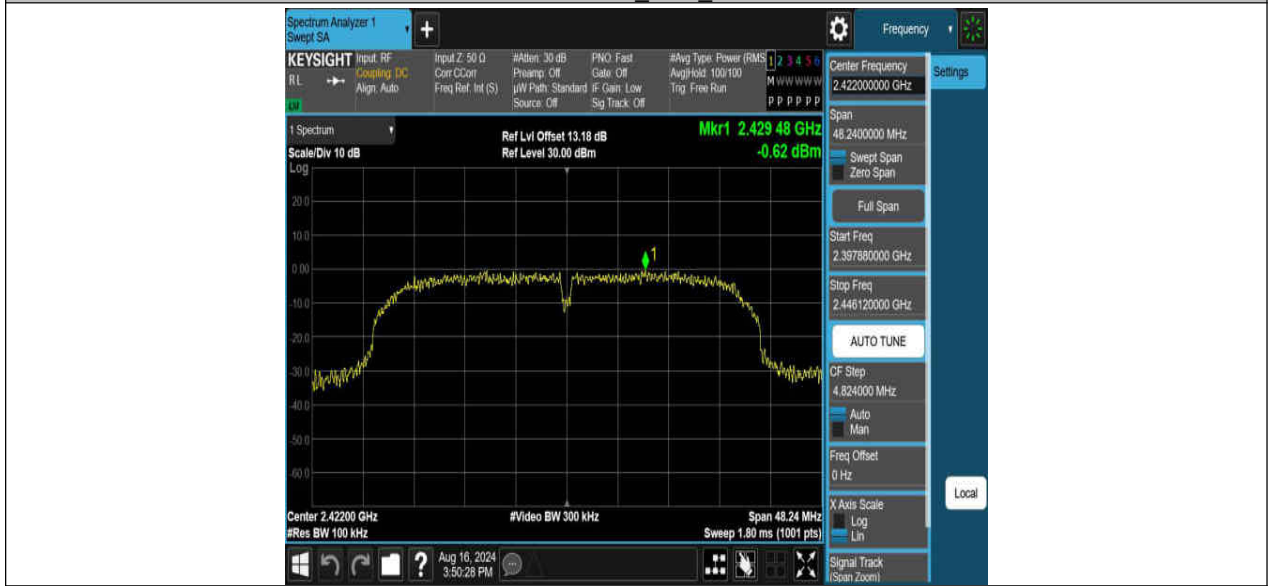 Spectrum Analyzer 1
Swept SA
+
Frequency
KEYSIGHT
RL
LXI
Input: RF
Coupling: DC
Align: Auto
Input Z: 50 Ω
Corr CCorr
Freq Ref: Int (S)
#Atten: 30 dB
Preamp: Off
µW Path: Standard
Source: Off
PNO: Fast
Gate: Off
IF Gain: Low
Sig Track: Off
#Avg Type: Power (RMS
Avg|Hold: 100/100
Trig: Free Run
1 2 3 4 5 6
M W W W W W
P P P P P P
1 Spectrum
Scale/Div 10 dB
Log
Ref Lvl Offset 13.18 dB
Ref Level 30.00 dBm
Mkr1 2.429 48 GHz
-0.62 dBm
20.0
10.0
0.00
-10.0
-20.0
-30.0
-40.0
-50.0
-60.0
1
Center 2.42200 GHz
#Res BW 100 kHz
#Video BW 300 kHz
Span 48.24 MHz
Sweep 1.80 ms (1001 pts)
Aug 16, 2024
3:50:28 PM
?
Center Frequency
2.422000000 GHz
Settings
Span
48.2400000 MHz
Swept Span
Zero Span
Full Span
Start Freq
2.397880000 GHz
Stop Freq
2.446120000 GHz
AUTO TUNE
CF Step
4.824000 MHz
Auto
Man
Freq Offset
0 Hz
X Axis Scale
Log
Lin
Signal Track
(Span Zoom)
Local